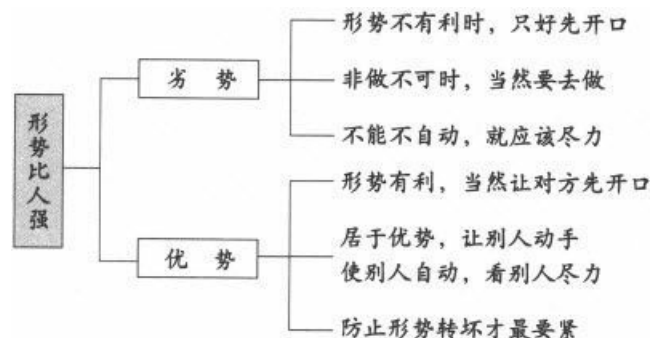 形势比人强
劣 势
形势不有利时，只好先开口
非做不可时，当然要去做
不能不自动，就应该尽力
优 势
形势有利，当然让对方先开口
居于优势，让别人动手
使别人自动，看别人尽力
防止形势转坏才最要紧